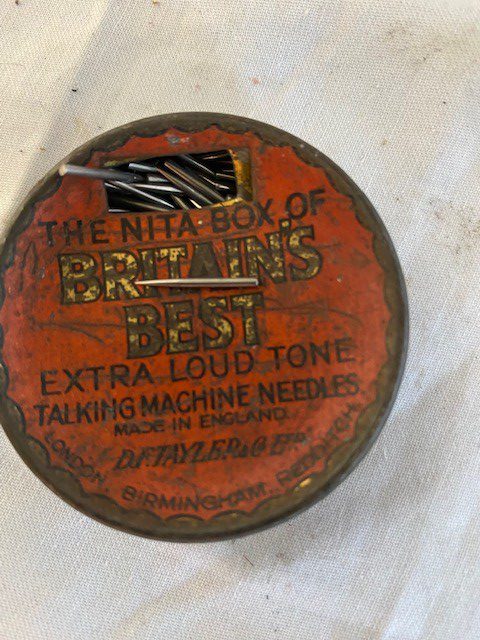 THE NITA BOX OF
BRITAIN'S
BEST
EXTRA LOUD TONE
TALKING MACHINE NEEDLES
MADE IN ENGLAND.
D.F. TAYLER & Co LTD
LONDON. BIRMINGHAM. REDDITCH.